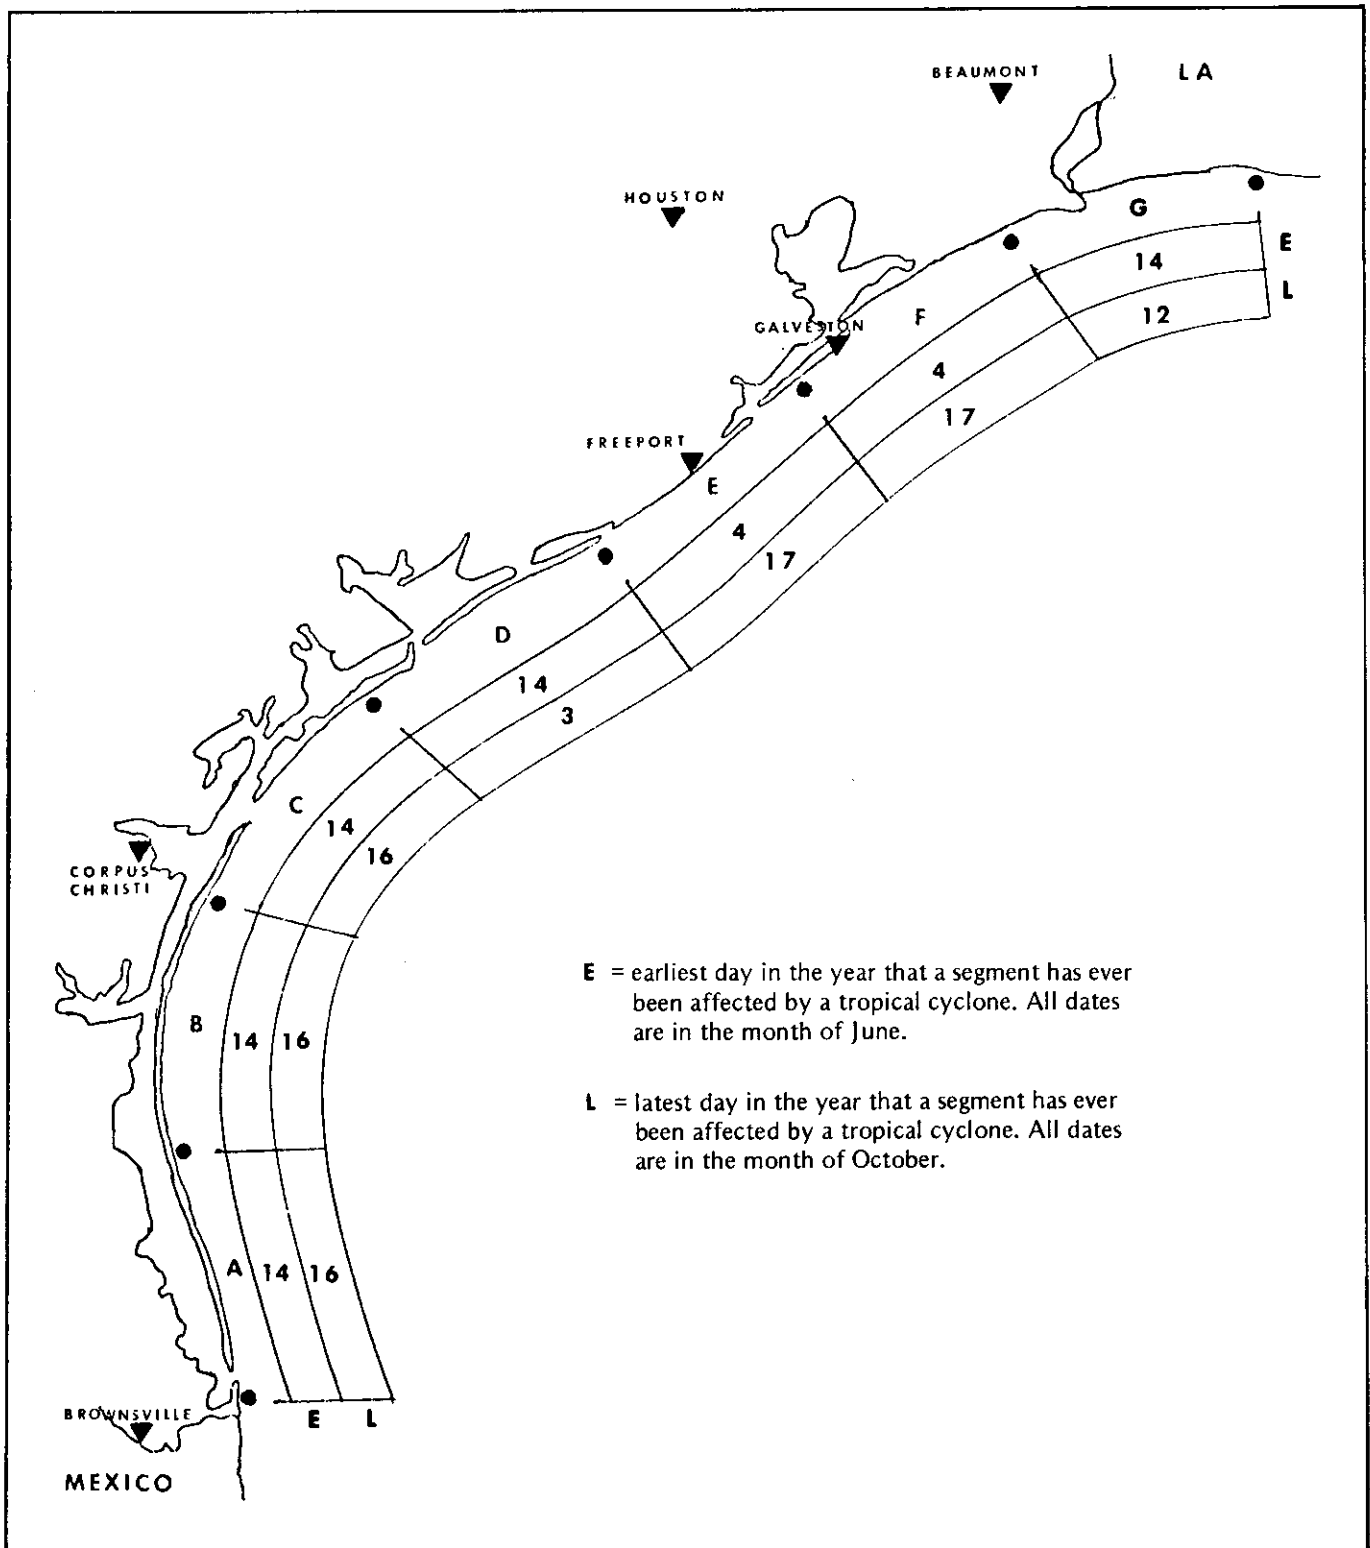 BEAUMONT
LA
HOUSTON
G
E
14
L
12
F
GALVESTON
4
17
FREEPORT
E
4
17
D
14
3
C
14
16
CORPUS
CHRISTI
E = earliest day in the year that a segment has ever
been affected by a tropical cyclone. All dates
are in the month of June.
B
14
16
L = latest day in the year that a segment has ever
been affected by a tropical cyclone. All dates
are in the month of October.
A
14
16
BROWNSVILLE
E
L
MEXICO